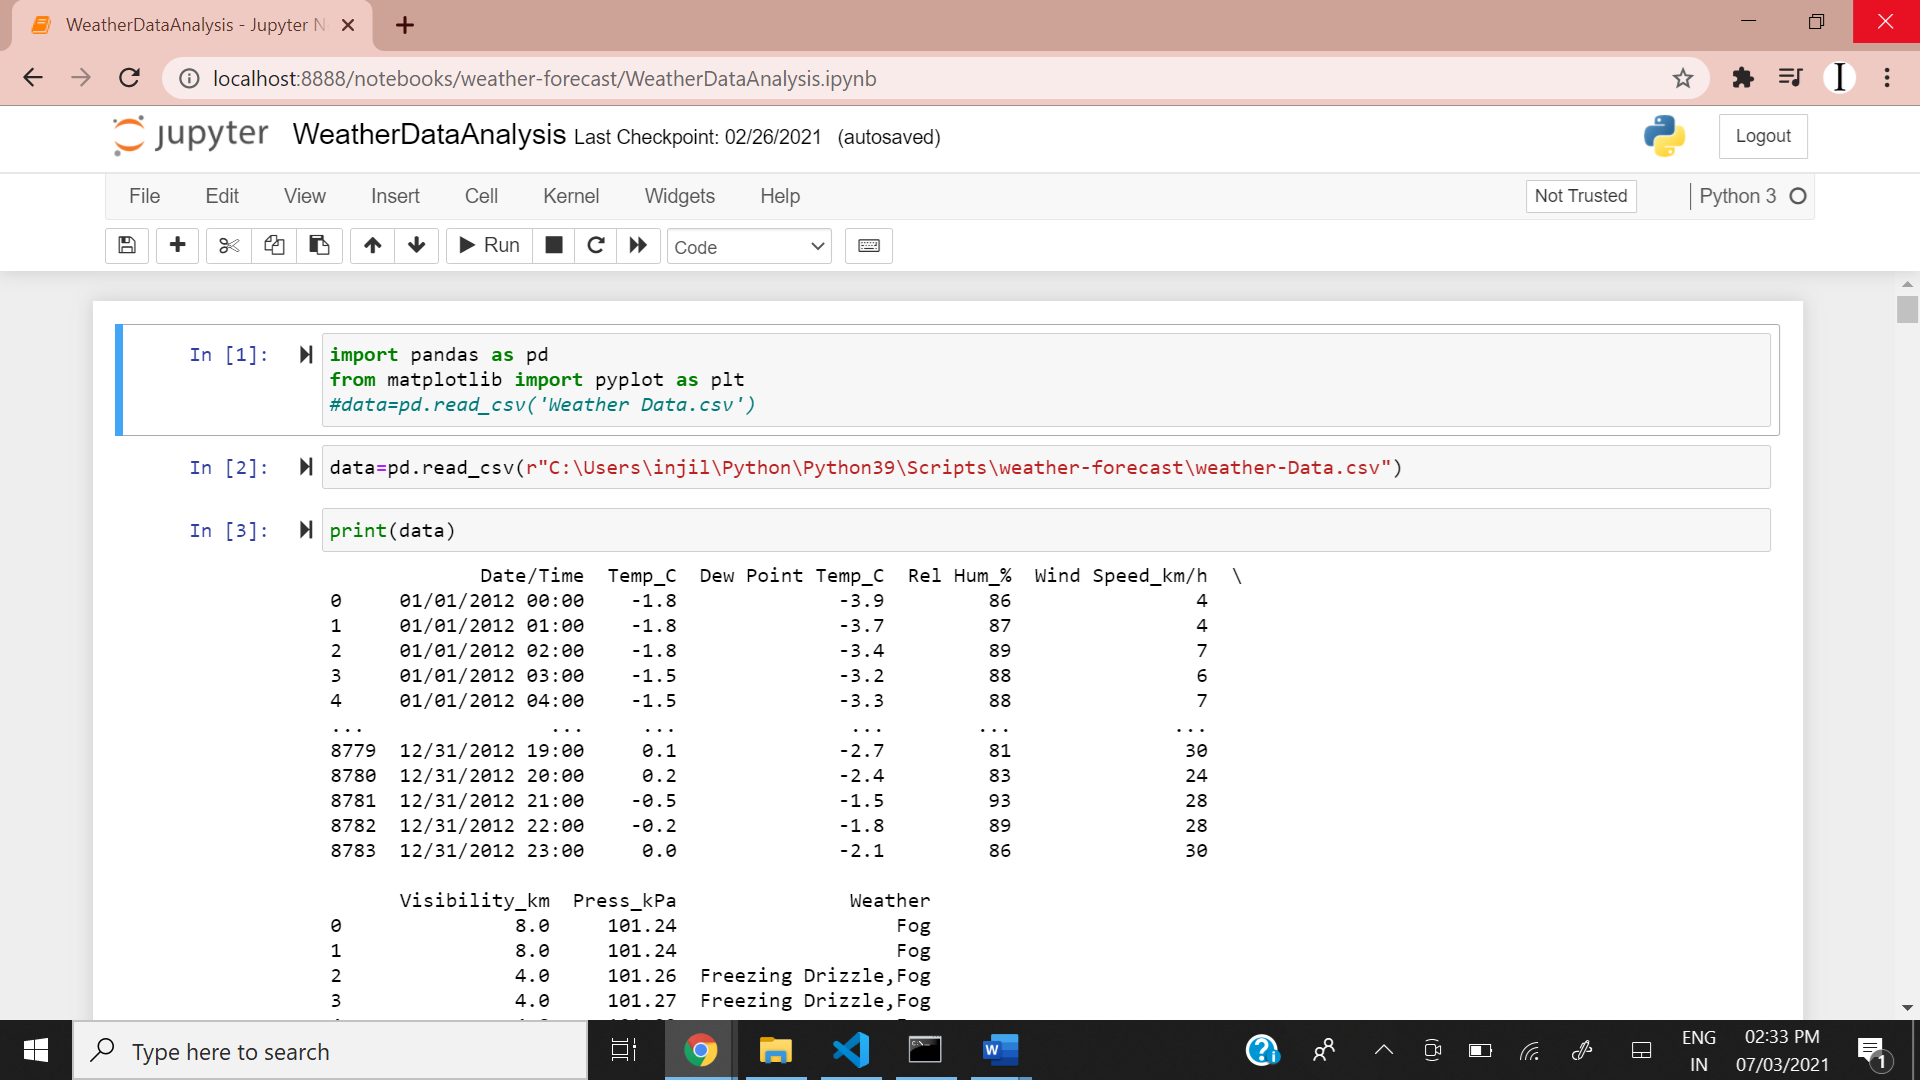 WeatherDataAnalysis - Jupyter N
localhost:8888/notebooks/weather-forecast/WeatherDataAnalysis.ipynb
I
jupyter WeatherDataAnalysis Last Checkpoint: 02/26/2021 (autosaved)
Logout
File Edit View Insert Cell Kernel Widgets Help
Not Trusted
Python 3
Run
Code
In [1]:
import pandas as pd
from matplotlib import pyplot as plt
#data=pd.read_csv('Weather Data.csv')
In [2]:
data=pd.read_csv(r"C:\Users\injil\Python\Python39\Scripts\weather-forecast\weather-Data.csv")
In [3]:
print(data)
Date/Time Temp_C Dew Point Temp_C Rel Hum_% Wind Speed_km/h \
0 01/01/2012 00:00 -1.8 -3.9 86 4
1 01/01/2012 01:00 -1.8 -3.7 87 4
2 01/01/2012 02:00 -1.8 -3.4 89 7
3 01/01/2012 03:00 -1.5 -3.2 88 6
4 01/01/2012 04:00 -1.5 -3.3 88 7
... ... ... ... ... ...
8779 12/31/2012 19:00 0.1 -2.7 81 30
8780 12/31/2012 20:00 0.2 -2.4 83 24
8781 12/31/2012 21:00 -0.5 -1.5 93 28
8782 12/31/2012 22:00 -0.2 -1.8 89 28
8783 12/31/2012 23:00 0.0 -2.1 86 30
Visibility_km Press_kPa Weather
0 8.0 101.24 Fog
1 8.0 101.24 Fog
2 4.0 101.26 Freezing Drizzle,Fog
3 4.0 101.27 Freezing Drizzle,Fog
Type here to search
ENG
IN
02:33 PM
07/03/2021
1